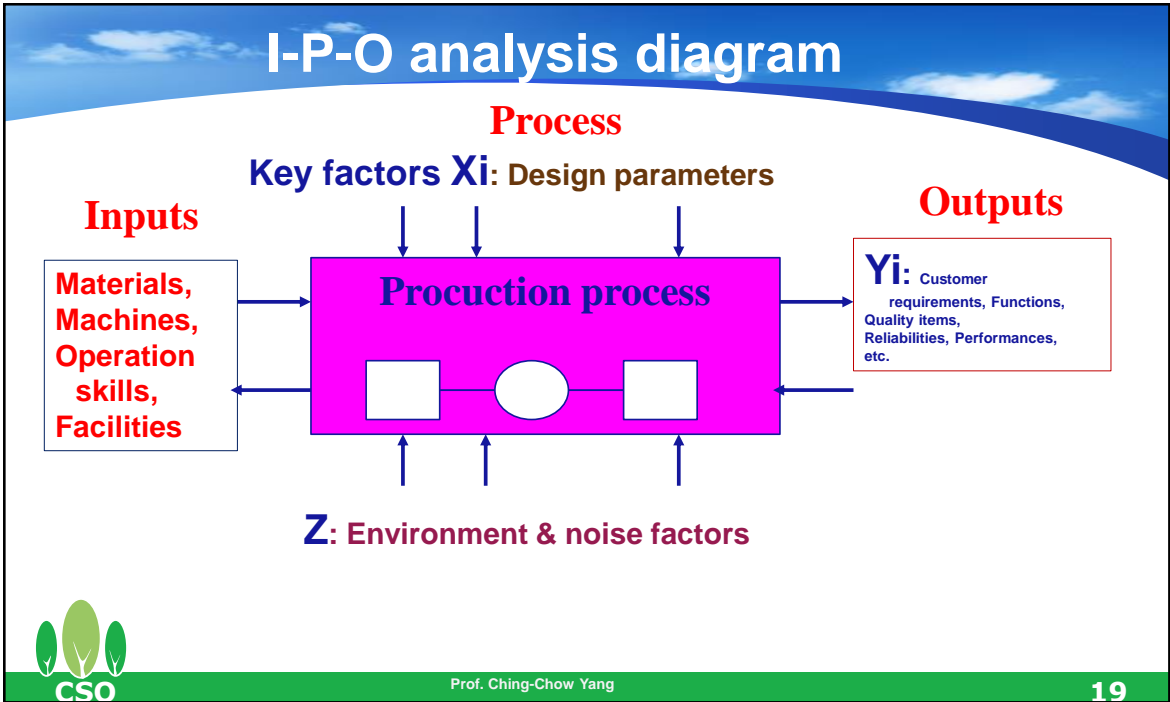 I-P-O analysis diagram
Process
Key factors Xi: Design parameters
Inputs
Outputs
Materials,
Machines,
Operation
skills,
Facilities
Procuction process
Yi: Customer
requirements, Functions,
Quality items,
Reliabilities, Performances,
etc.
Z: Environment & noise factors
CSQ
Prof. Ching-Chow Yang
19